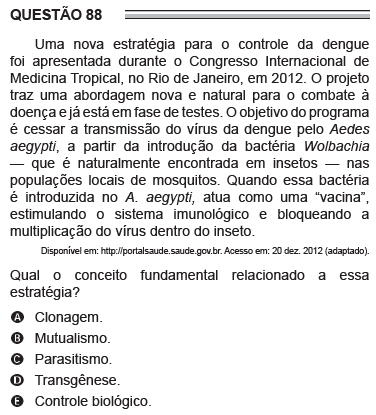 QUESTÃO 88
Uma nova estratégia para o controle da dengue
foi apresentada durante o Congresso Internacional de
Medicina Tropical, no Rio de Janeiro, em 2012. O projeto
traz uma abordagem nova e natural para o combate à
doença e já está em fase de testes. O objetivo do programa
é cessar a transmissão do vírus da dengue pelo Aedes
aegypti, a partir da introdução da bactéria Wolbachia
— que é naturalmente encontrada em insetos — nas
populações locais de mosquitos. Quando essa bactéria
é introduzida no A. aegypti, atua como uma “vacina”,
estimulando o sistema imunológico e bloqueando a
multiplicação do vírus dentro do inseto.
Disponível em: http://portalsaude.saude.gov.br. Acesso em: 20 dez. 2012 (adaptado).
Qual o conceito fundamental relacionado a essa
estratégia?
A Clonagem.
B Mutualismo.
C Parasitismo.
D Transgênese.
E Controle biológico.